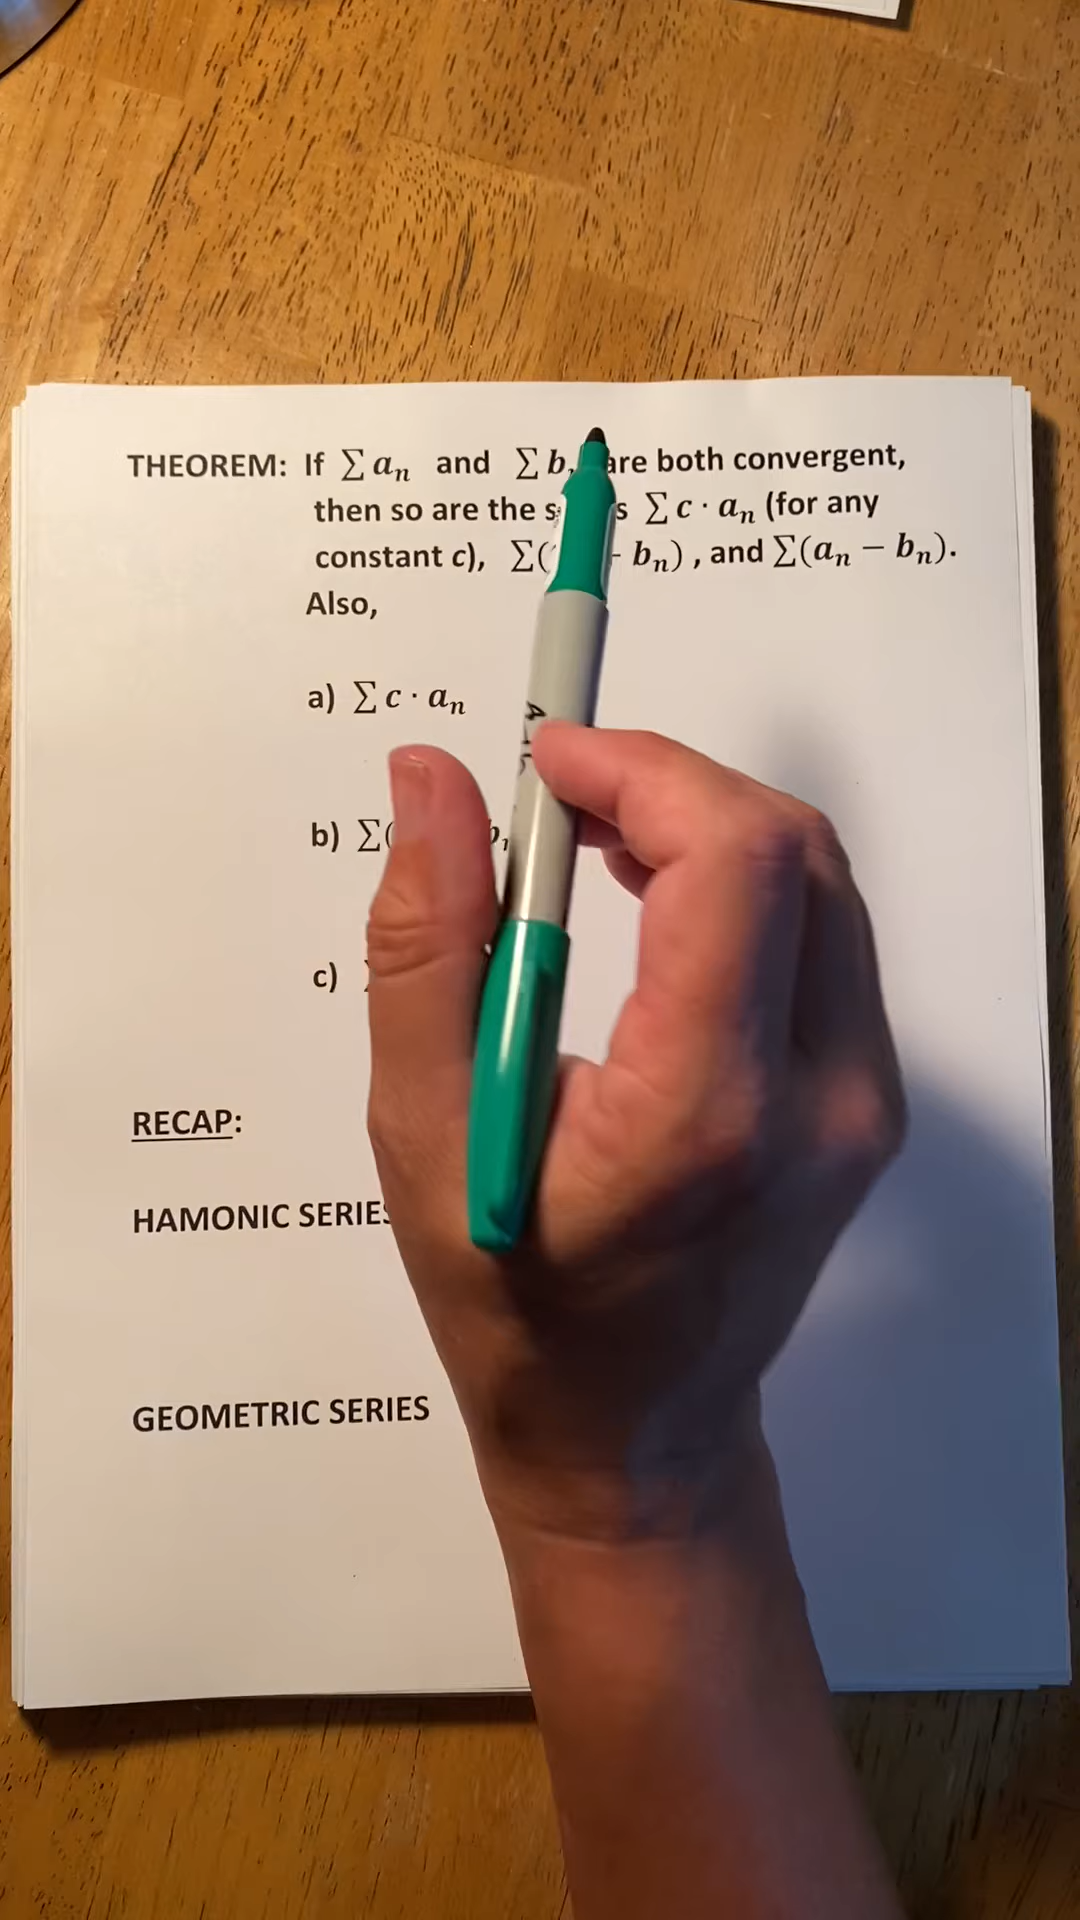 THEOREM: If ∑ aₙ and ∑ b are both convergent,
then so are the s s ∑ c · aₙ (for any
constant c), ∑( bₙ) , and ∑(aₙ − bₙ).
Also,
a) ∑ c · aₙ
b) ∑(
c)
RECAP:
HAMONIC SERIES
GEOMETRIC SERIES